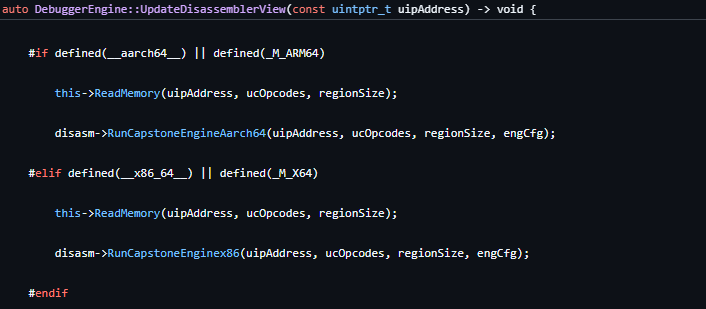 auto DebuggerEngine::UpdateDisassemblerView(const uintptr_t uipAddress) -> void {
#if defined(__aarch64__) || defined(_M_ARM64)
this->ReadMemory(uipAddress, ucOpcodes, regionSize);
disasm->RunCapstoneEngineAarch64(uipAddress, ucOpcodes, regionSize, engCfg);
#elif defined(__x86_64__) || defined(_M_X64)
this->ReadMemory(uipAddress, ucOpcodes, regionSize);
disasm->RunCapstoneEnginex86(uipAddress, ucOpcodes, regionSize, engCfg);
#endif